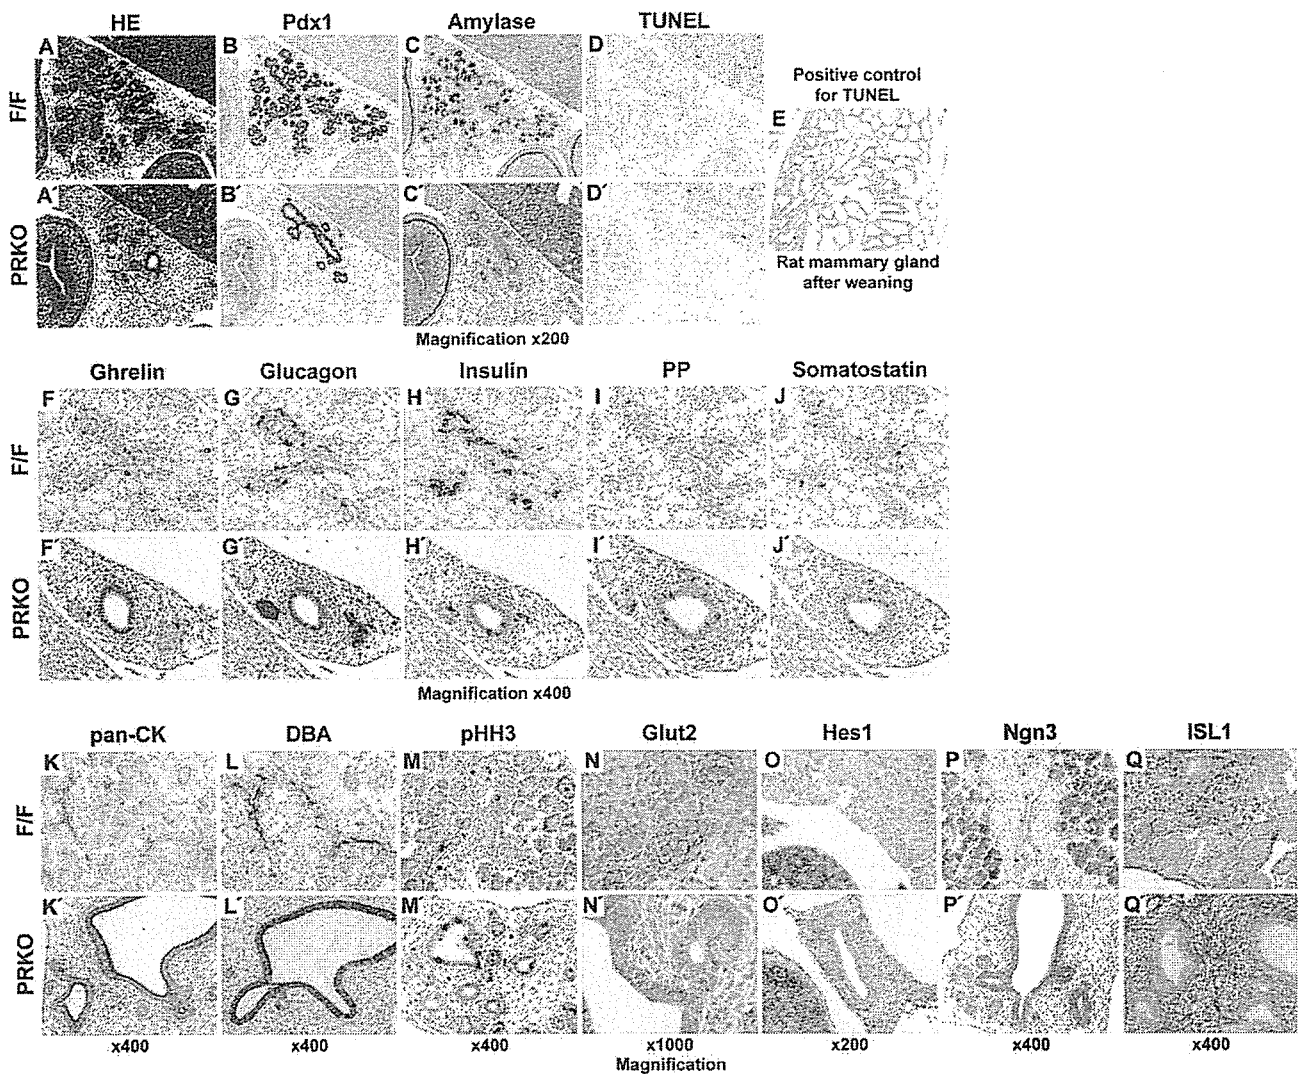 HE Pdx1 Amylase TUNEL
F/F A B C D
Positive control
for TUNEL
E
PRKO A´ B´ C´ D´
Rat mammary gland
after weaning
Magnification x200
Ghrelin Glucagon Insulin PP Somatostatin
F/F F G H I J
PRKO F´ G´ H´ I´ J´
Magnification x400
pan-CK DBA pHH3 Glut2 Hes1 Ngn3 ISL1
F/F K L M N O P Q
PRKO K´ L´ M´ N´ O´ P´ Q´
x400 x400 x400 x1000 x200 x400 x400
Magnification